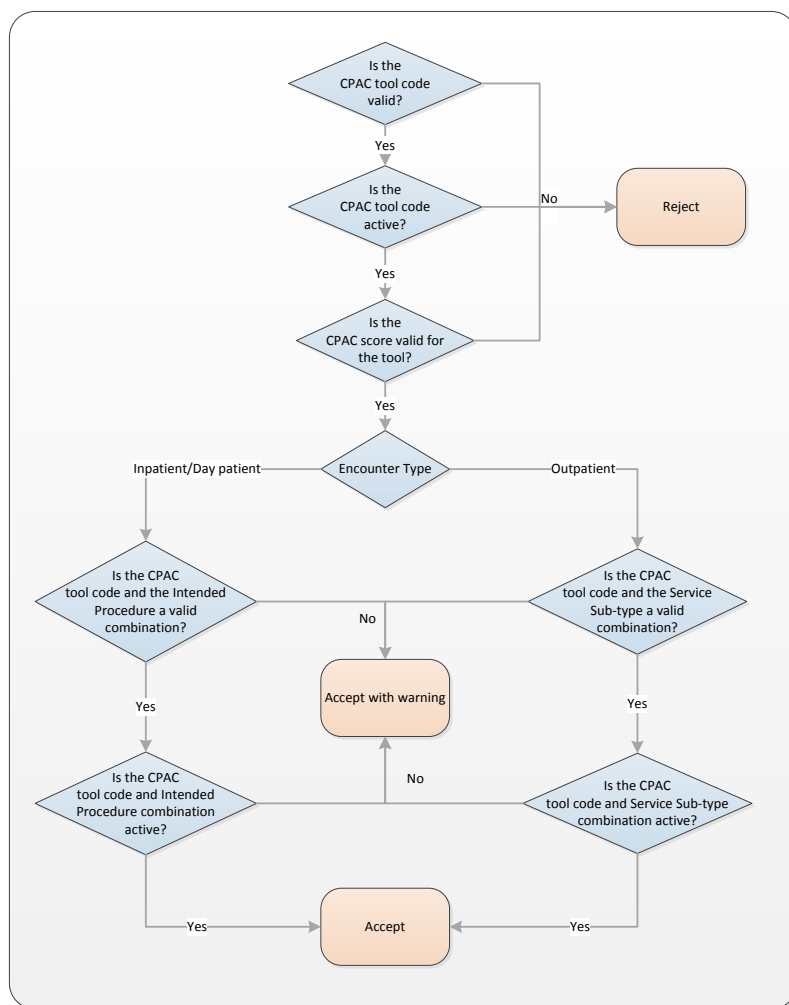 Is the
CPAC tool code
valid?
Yes
Is the
CPAC tool code
active?
No
Reject
Yes
Is the
CPAC score valid for
the tool?
Yes
Encounter Type
Inpatient/Day patient
Outpatient
Is the CPAC
tool code and the Intended
Procedure a valid
combination?
Is the CPAC
tool code and the Service
Sub-type a valid
combination?
No
Accept with warning
Yes
Yes
Is the CPAC
tool code and Intended
Procedure combination
active?
No
Is the CPAC
tool code and Service Sub-type
combination active?
Yes
Accept
Yes